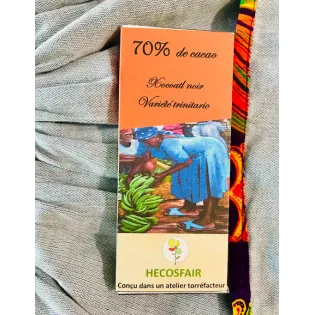 70% de cacao
Xocoatl noir
Variété trinitario
HECOSFAIR
Conçu dans un atelier torréfacteur